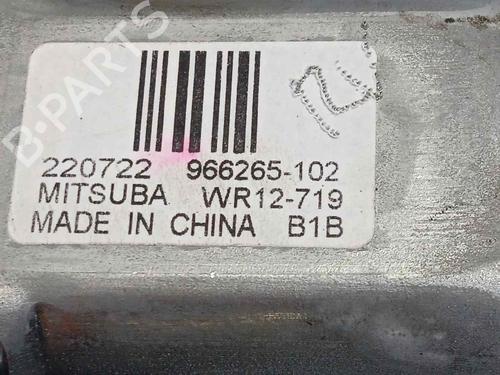 B-PARTS
220722 966265-102
MITSUBA WR12-719
MADE IN CHINA B1B